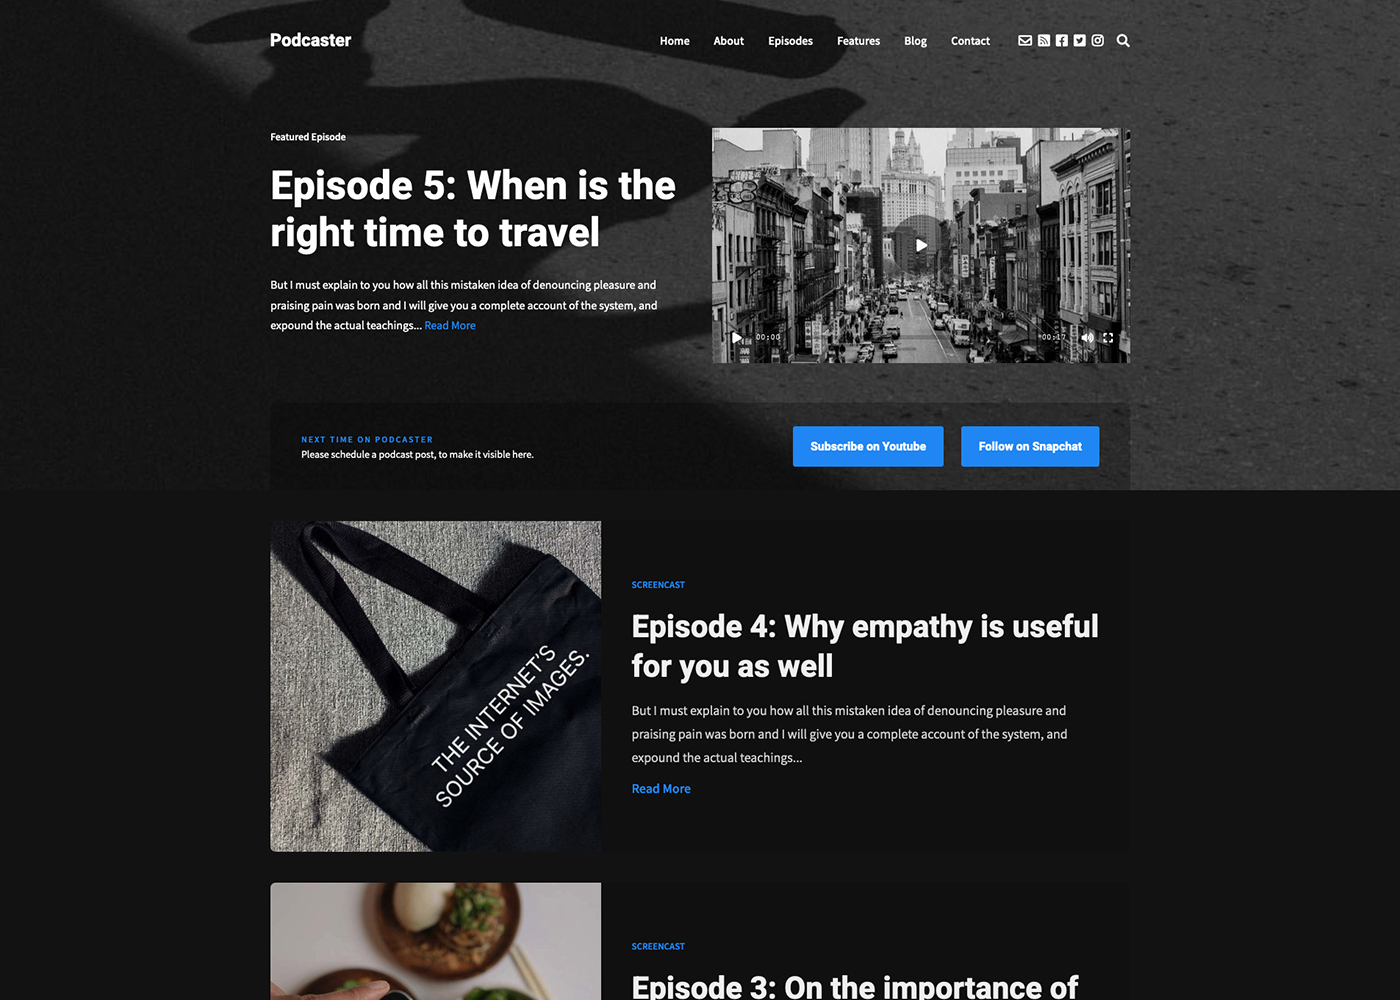 Podcaster
Home About Episodes Features Blog Contact
Featured Episode
Episode 5: When is the
right time to travel
But I must explain to you how all this mistaken idea of denouncing pleasure and
praising pain was born and I will give you a complete account of the system, and
expound the actual teachings... Read More
00:00
00:17
NEXT TIME ON PODCASTER
Please schedule a podcast post, to make it visible here.
Subscribe on Youtube
Follow on Snapchat
THE INTERNET'S
SOURCE OF IMAGES.
SCREENCAST
Episode 4: Why empathy is useful
for you as well
But I must explain to you how all this mistaken idea of denouncing pleasure and
praising pain was born and I will give you a complete account of the system, and
expound the actual teachings...
Read More
SCREENCAST
Episode 3: On the importance of